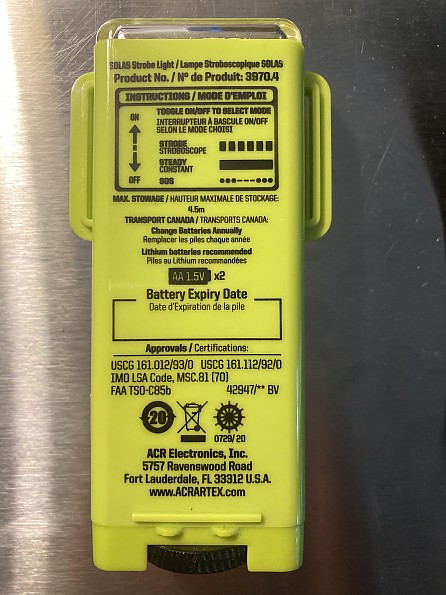 SOLAS Strobe Light / Lampe Stroboscopique SOLAS
Product No. / Nº de Produit: 3970.4
INSTRUCTIONS / MODE D'EMPLOI
TOGGLE ON/OFF TO SELECT MODE
ON
INTERRUPTEUR À BASCULE ON/OFF
SELON LE MODE CHOISI
STROBE
STROBOSCOPE
STEADY
CONSTANT
OFF
SOS
MAX. STOWAGE / HAUTEUR MAXIMALE DE STOCKAGE:
4.5m
TRANSPORT CANADA / TRANSPORTS CANADA:
Change Batteries Annually
Remplacer les piles chaque année
Lithium batteries recommended
Piles au Lithium recommandées
AA 1.5V x2
Battery Expiry Date
Date d'Expiration de la pile
Approvals / Certifications:
USCG 161.012/93/0 USCG 161.112/92/0
IMO LSA Code, MSC.81 (70)
FAA TSO-C85b 42947/** BV
20
0729/20
ACR Electronics, Inc.
5757 Ravenswood Road
Fort Lauderdale, FL 33312 U.S.A.
www.ACRARTEX.com